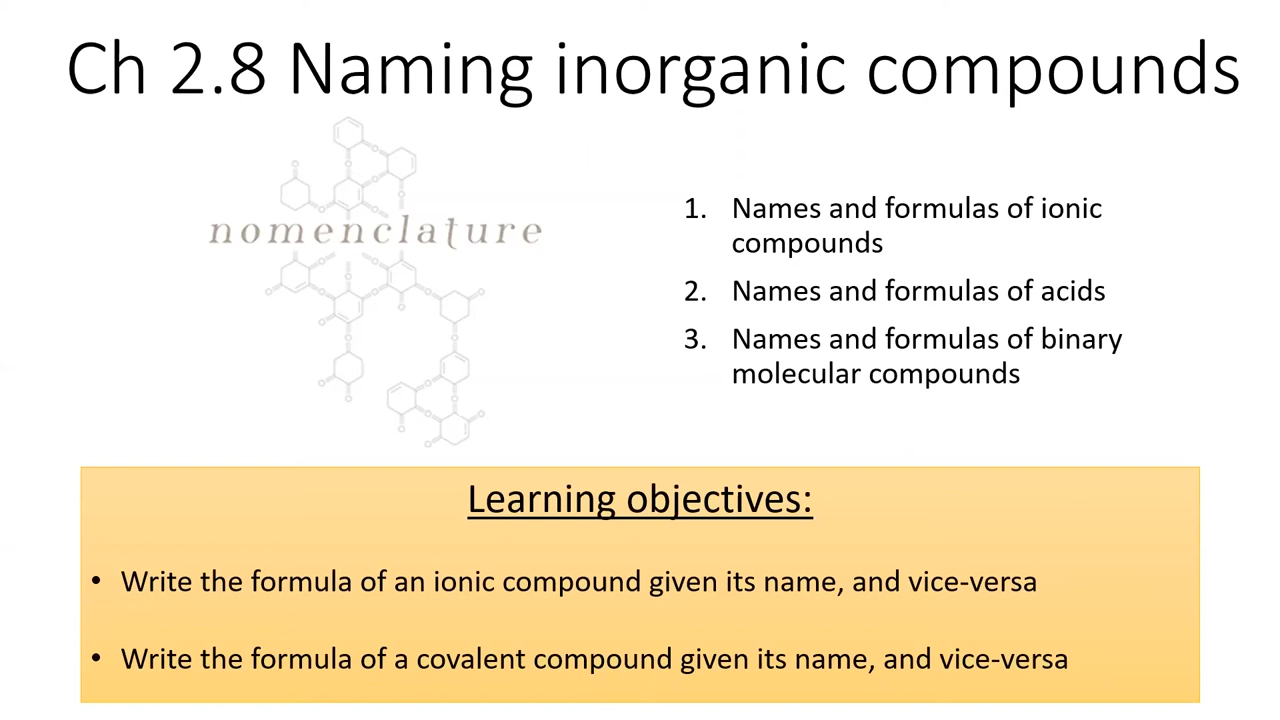 Ch 2.8 Naming inorganic compounds
nomenclature
1. Names and formulas of ionic
compounds
2. Names and formulas of acids
3. Names and formulas of binary
molecular compounds
Learning objectives:
• Write the formula of an ionic compound given its name, and vice-versa
• Write the formula of a covalent compound given its name, and vice-versa